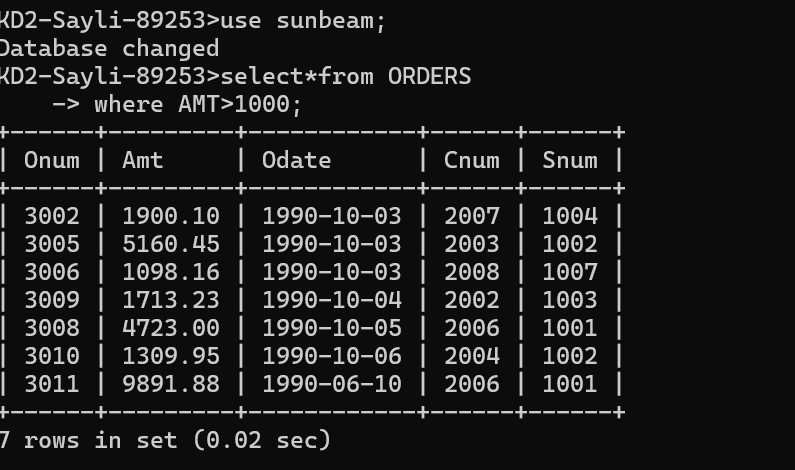 KD2-Sayli-89253>use sunbeam;
Database changed
KD2-Sayli-89253>select*from ORDERS
    -> where AMT>1000;
+------+---------+------------+------+------+
| Onum | Amt     | Odate      | Cnum | Snum |
+------+---------+------------+------+------+
| 3002 | 1900.10 | 1990-10-03 | 2007 | 1004 |
| 3005 | 5160.45 | 1990-10-03 | 2003 | 1002 |
| 3006 | 1098.16 | 1990-10-03 | 2008 | 1007 |
| 3009 | 1713.23 | 1990-10-04 | 2002 | 1003 |
| 3008 | 4723.00 | 1990-10-05 | 2006 | 1001 |
| 3010 | 1309.95 | 1990-10-06 | 2004 | 1002 |
| 3011 | 9891.88 | 1990-06-10 | 2006 | 1001 |
+------+---------+------------+------+------+
7 rows in set (0.02 sec)